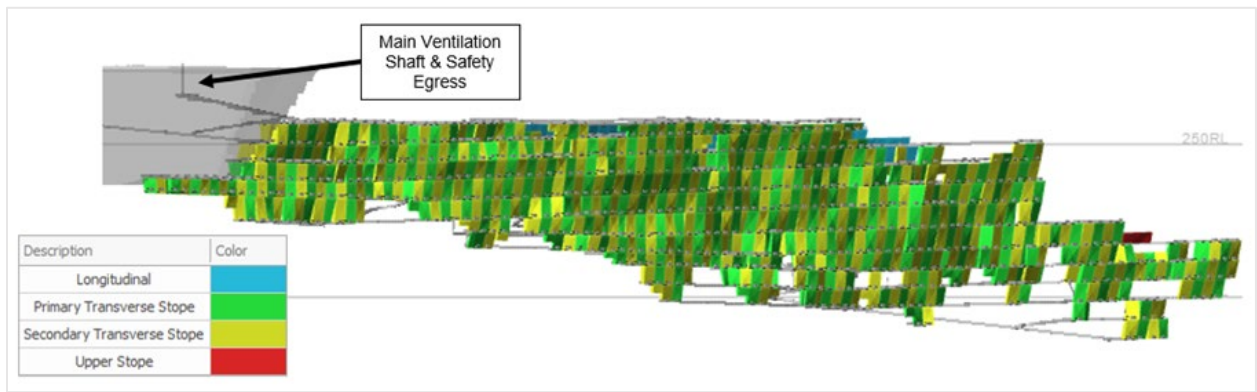 Main Ventilation
Shaft & Safety
Egress
250RL
Description Color
Longitudinal
Primary Transverse Stope
Secondary Transverse Stope
Upper Stope